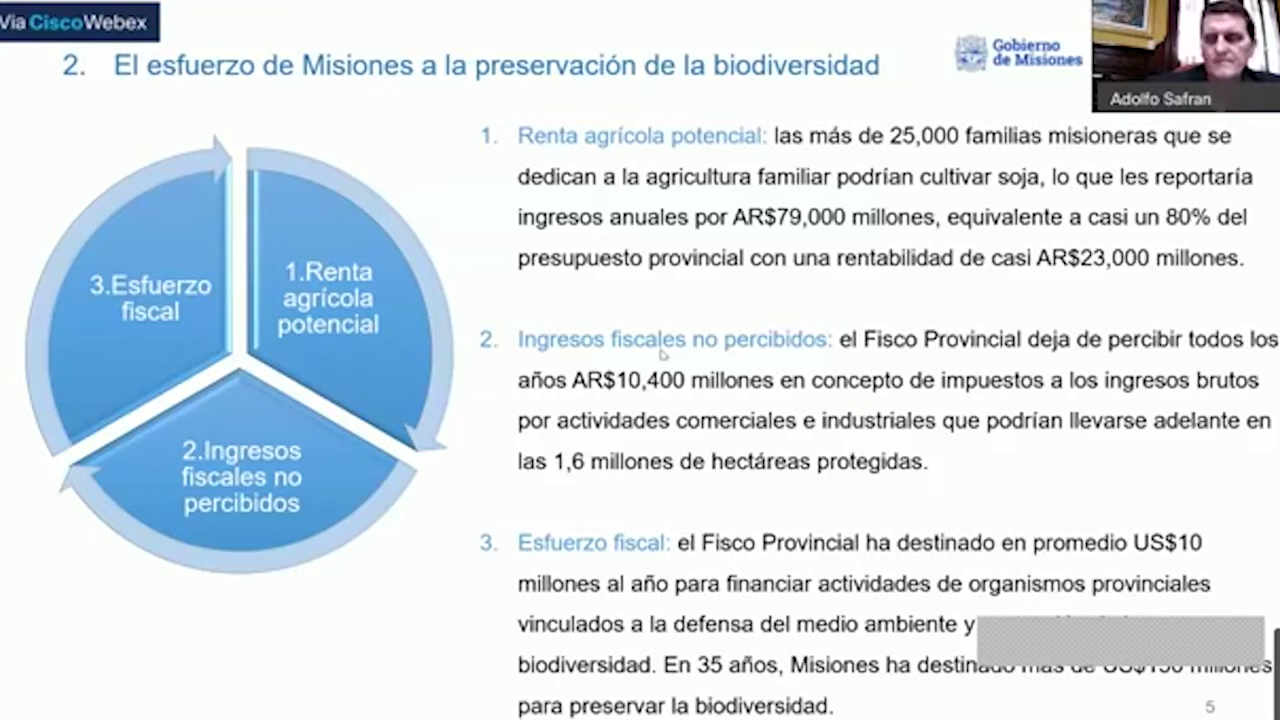 Vía CiscoWebex
2. El esfuerzo de Misiones a la preservación de la biodiversidad
Gobierno
de Misiones
Adolfo Safran
3.Esfuerzo
fiscal
1.Renta
agrícola
potencial
2.Ingresos
fiscales no
percibidos
1. Renta agrícola potencial: las más de 25,000 familias misioneras que se
dedican a la agricultura familiar podrían cultivar soja, lo que les reportaría
ingresos anuales por AR$79,000 millones, equivalente a casi un 80% del
presupuesto provincial con una rentabilidad de casi AR$23,000 millones.
2. Ingresos fiscales no percibidos: el Fisco Provincial deja de percibir todos los
años AR$10,400 millones en concepto de impuestos a los ingresos brutos
por actividades comerciales e industriales que podrían llevarse adelante en
las 1,6 millones de hectáreas protegidas.
3. Esfuerzo fiscal: el Fisco Provincial ha destinado en promedio US$10
millones al año para financiar actividades de organismos provinciales
vinculados a la defensa del medio ambiente y
biodiversidad. En 35 años, Misiones ha destinado más de millones
para preservar la biodiversidad.
5